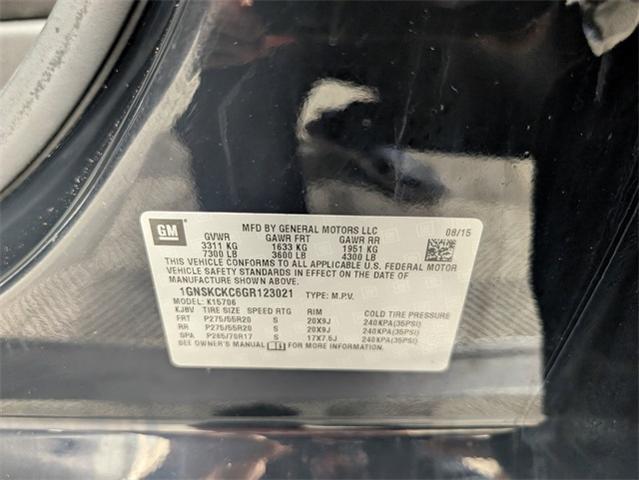 GM
MFD BY GENERAL MOTORS LLC 08/15
GVWR GAWR FRT GAWR RR
3311 KG 1633 KG 1951 KG
7300 LB 3600 LB 4300 LB
THIS VEHICLE CONFORMS TO ALL APPLICABLE U.S. FEDERAL MOTOR
VEHICLE SAFETY STANDARDS IN EFFECT ON THE DATE OF
MANUFACTURE SHOWN ABOVE.
1GNSKCKC6GR123021 TYPE: M.P.V.
MODEL: K15706
KJBV TIRE SIZE SPEED RTG RIM COLD TIRE PRESSURE
FRT P275/55R20 S 20X9J 240KPA(35PSI)
RR P275/55R20 S 20X9J 240KPA(35PSI)
SPA P265/70R17 S 17X7.5J 240KPA(35PSI)
SEE OWNER'S MANUAL FOR MORE INFORMATION.